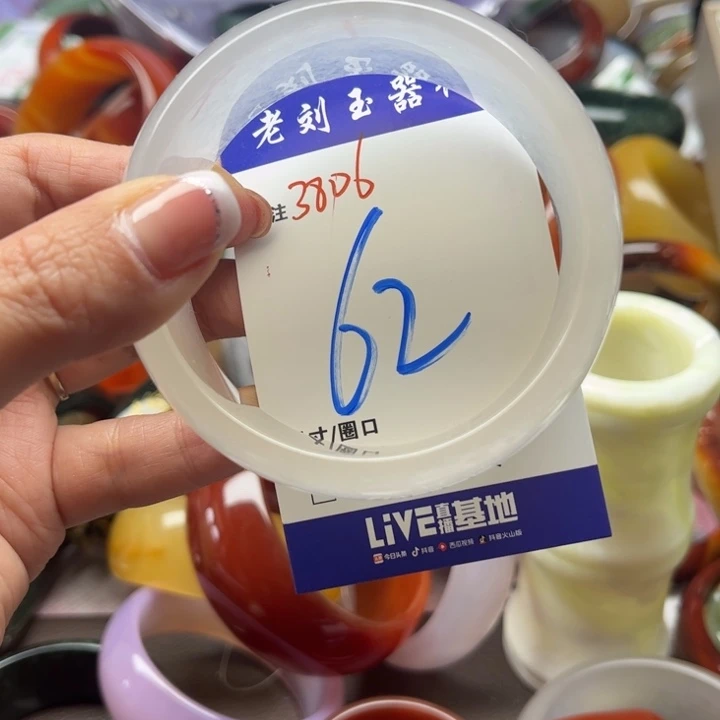 老刘玉器
注 3806
62
寸/圈口
LiVE直播基地
今日头条 抖音 西瓜视频 抖音火山版